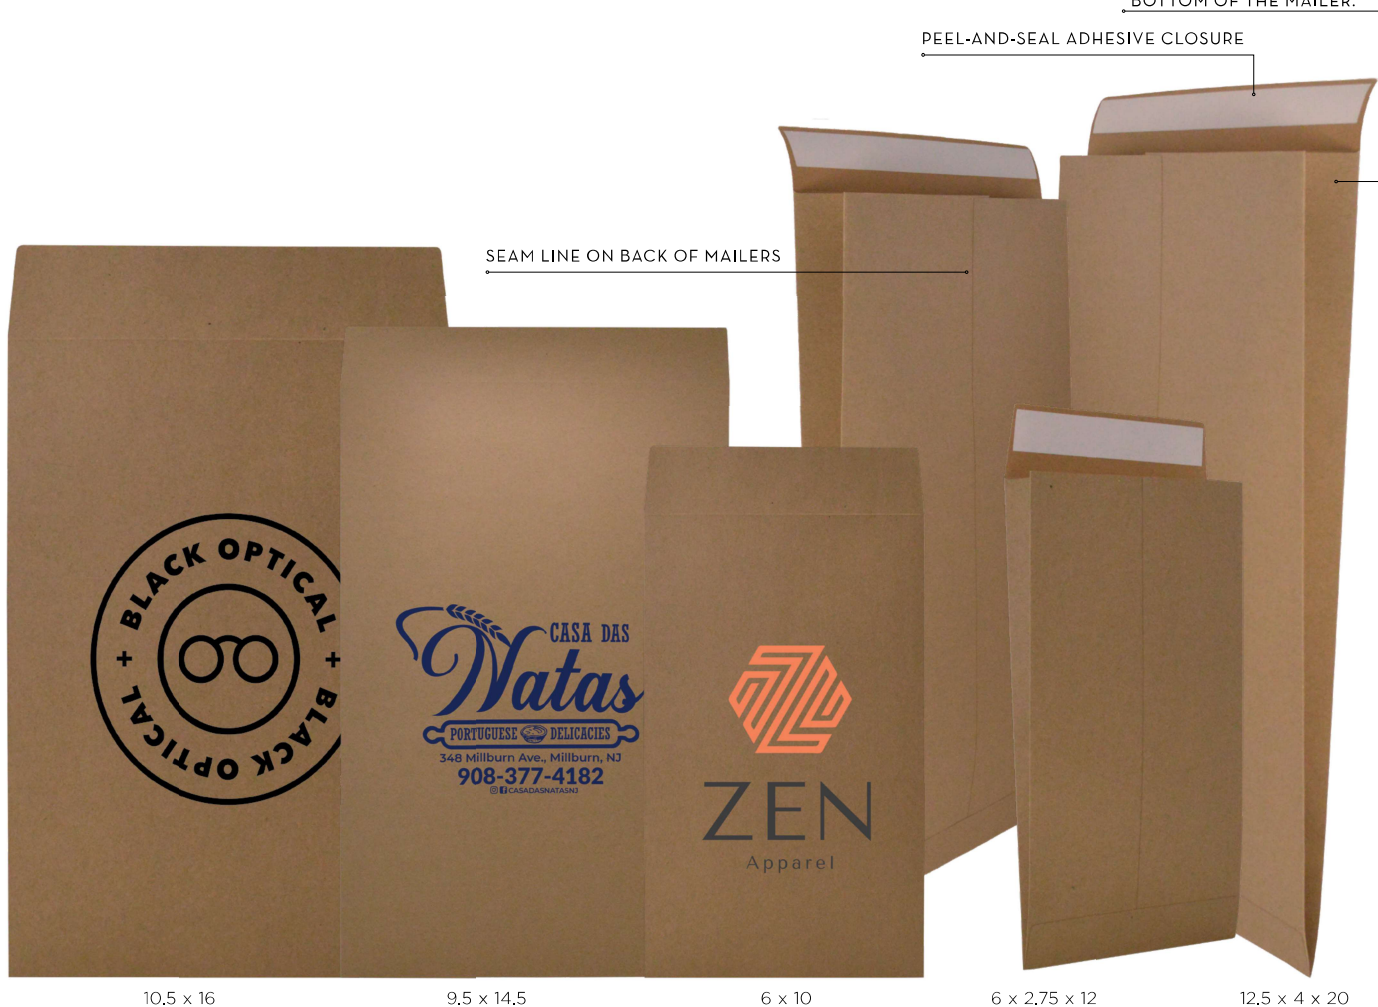 BOTTOM OF THE MAILER.
PEEL-AND-SEAL ADHESIVE CLOSURE
SEAM LINE ON BACK OF MAILERS
+ BLACK OPTICAL + BLACK OPTICAL
CASA DAS
Natas
PORTUGUESE DELICACIES
348 Millburn Ave., Millburn, NJ
908-377-4182
CASADASNATASNJ
ZEN
Apparel
10.5 x 16
9.5 x 14.5
6 x 10
6 x 2.75 x 12
12.5 x 4 x 20